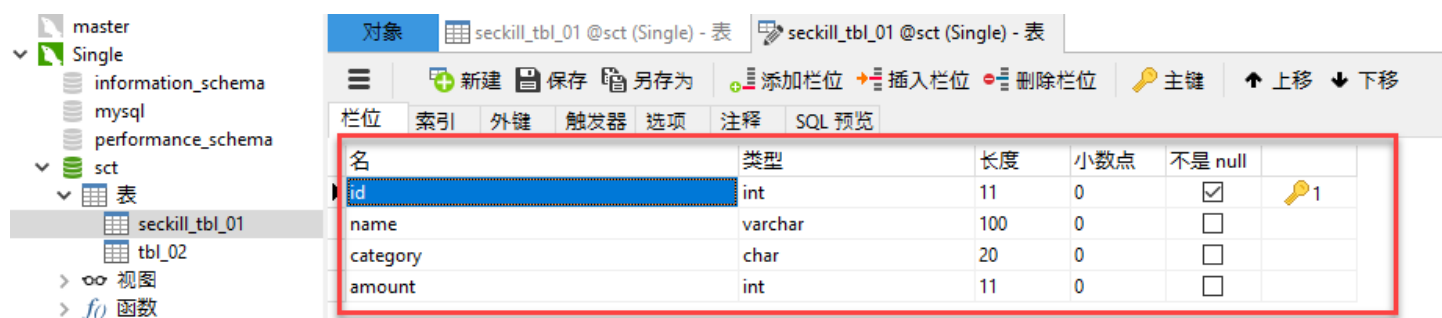 master
Single
information_schema
mysql
performance_schema
sct
表
seckill_tbl_01
tbl_02
视图
f() 函数
对象 seckill_tbl_01 @sct (Single) - 表 seckill_tbl_01 @sct (Single) - 表
新建 保存 另存为 添加栏位 插入栏位 删除栏位 主键 上移 下移
栏位 索引 外键 触发器 选项 注释 SQL 预览
名 类型 长度 小数点 不是 null
id int 11 0 1
name varchar 100 0
category char 20 0
amount int 11 0